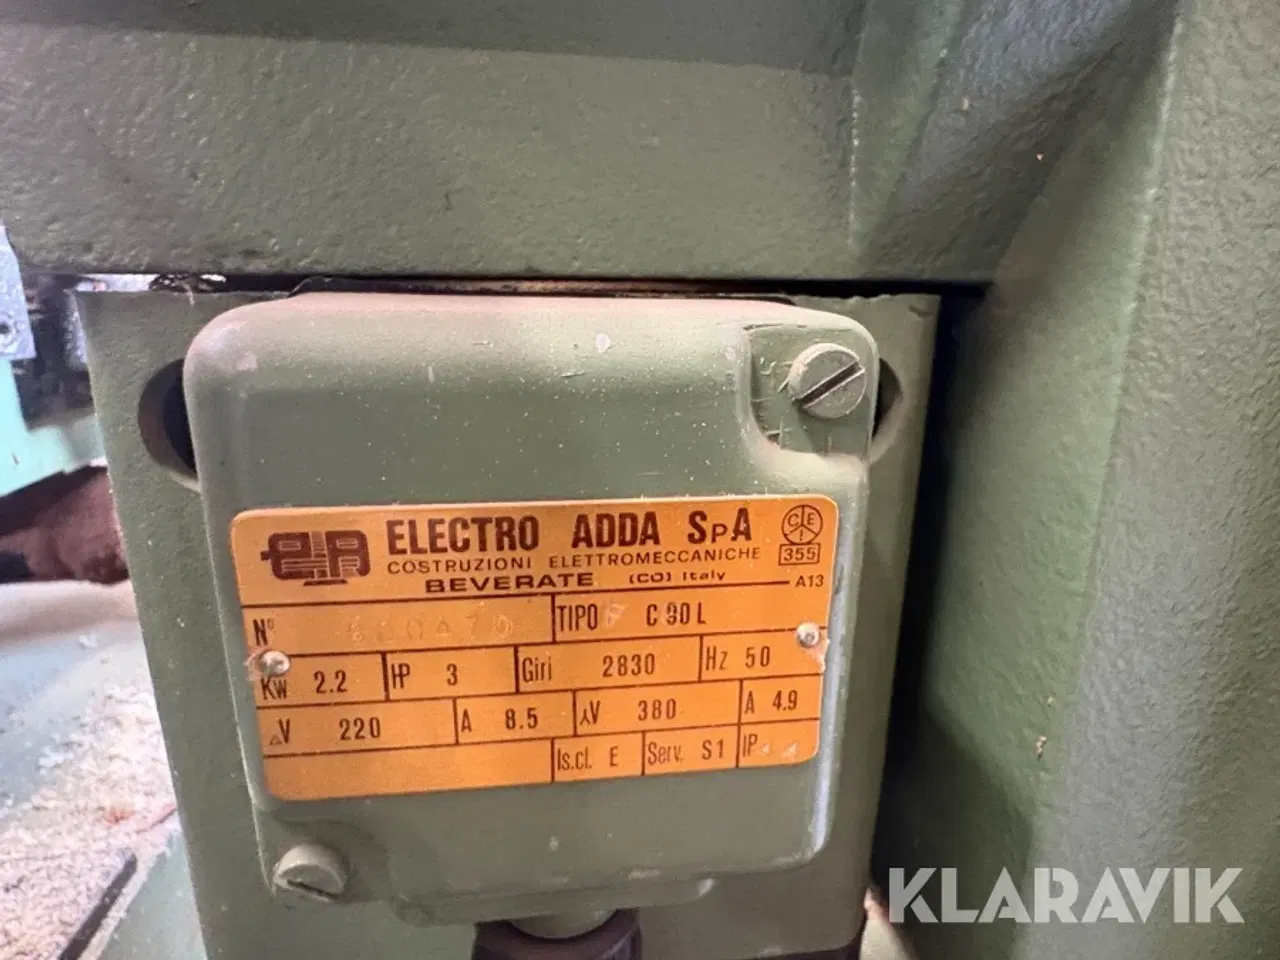 ELECTRO ADDA SpA
COSTRUZIONI ELETTROMECCANICHE
BEVERATE (CO) Italy
CEI
355
A13
N°
TIPO C 90 L
Kw 2.2 HP 3 Giri 2830 Hz 50
△V 220 A 8.5 ⅄V 380 A 4.9
Is.cl. E Serv. S1 IP
KLARAVIK